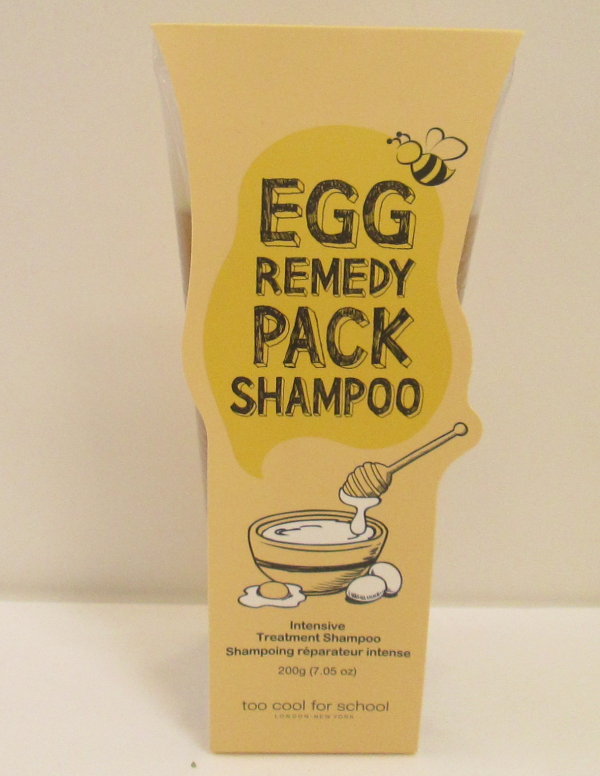 EGG
REMEDY
PACK
SHAMPOO
Intensive
Treatment Shampoo
Shampoing réparateur intense
200g (7.05 oz)
too cool for school
LONDON-NEW YORK